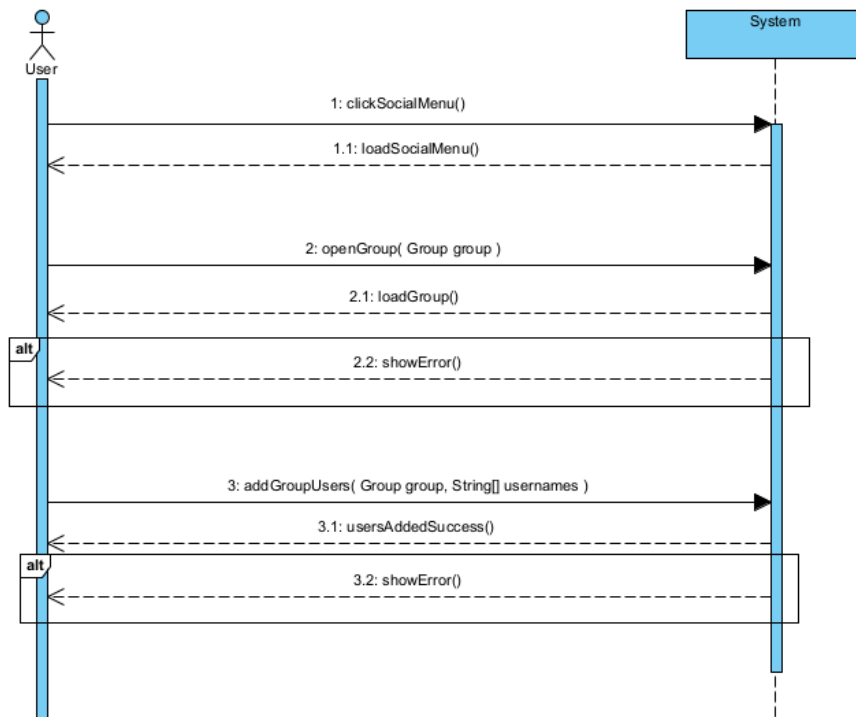 User
System
1: clickSocialMenu()
1.1: loadSocialMenu()
2: openGroup( Group group )
2.1: loadGroup()
alt
2.2: showError()
3: addGroupUsers( Group group, String[] usernames )
3.1: usersAddedSuccess()
alt
3.2: showError()